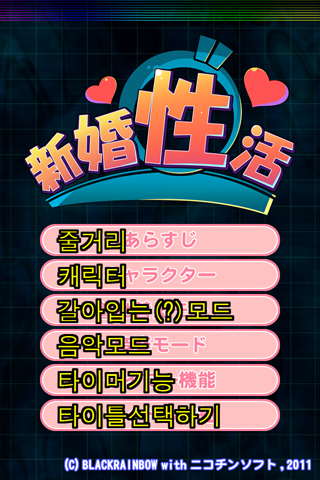 新婚性活
줄거리あらすじ
캐릭터ャラクター
갈아입는(?)모드
음악모드モード
타이머기능機能
타이틀선택하기
(C) BLACKRAINBOW with ニコチンソフト , 2011